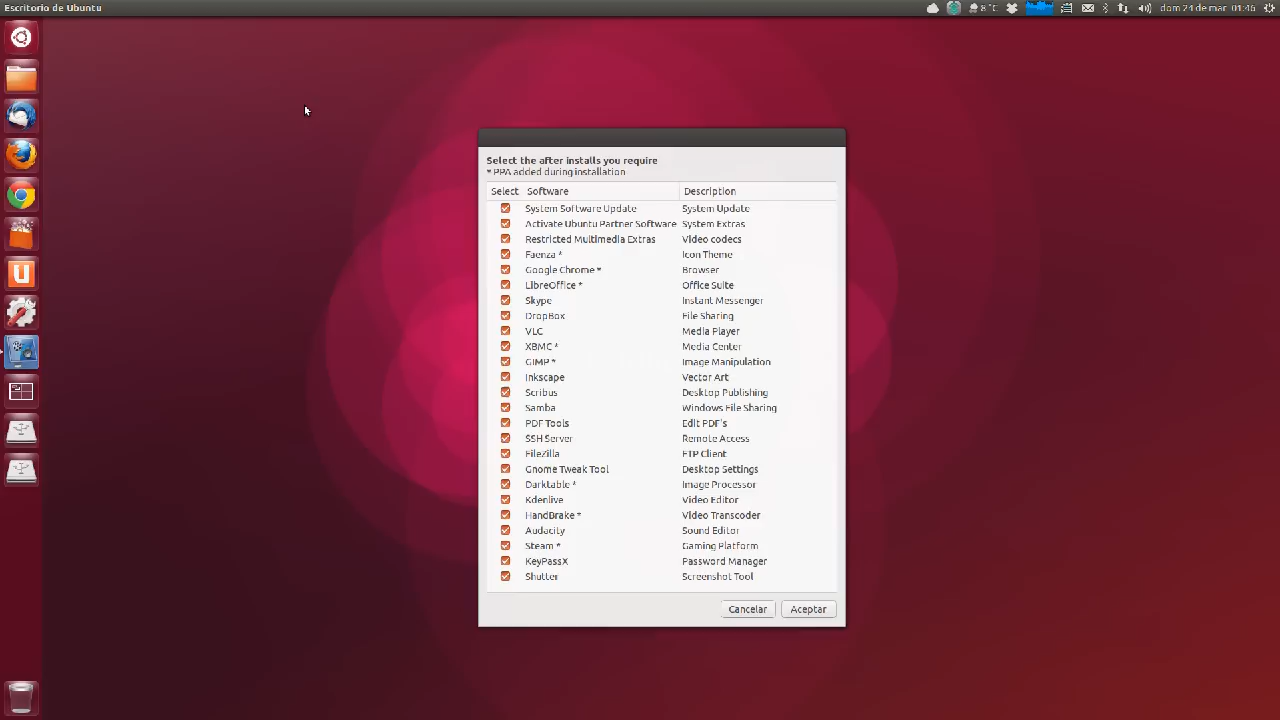 Escritorio de Ubuntu
8 °C
dom 24 de mar, 01:46
Select the after installs you require
* PPA added during installation
Select Software Description
System Software Update System Update
Activate Ubuntu Partner Software System Extras
Restricted Multimedia Extras Video codecs
Faenza * Icon Theme
Google Chrome * Browser
LibreOffice * Office Suite
Skype Instant Messenger
DropBox File Sharing
VLC Media Player
XBMC * Media Center
GIMP * Image Manipulation
Inkscape Vector Art
Scribus Desktop Publishing
Samba Windows File Sharing
PDF Tools Edit PDF's
SSH Server Remote Access
FileZilla FTP Client
Gnome Tweak Tool Desktop Settings
Darktable * Image Processor
Kdenlive Video Editor
HandBrake * Video Transcoder
Audacity Sound Editor
Steam * Gaming Platform
KeyPassX Password Manager
Shutter Screenshot Tool
Cancelar Aceptar